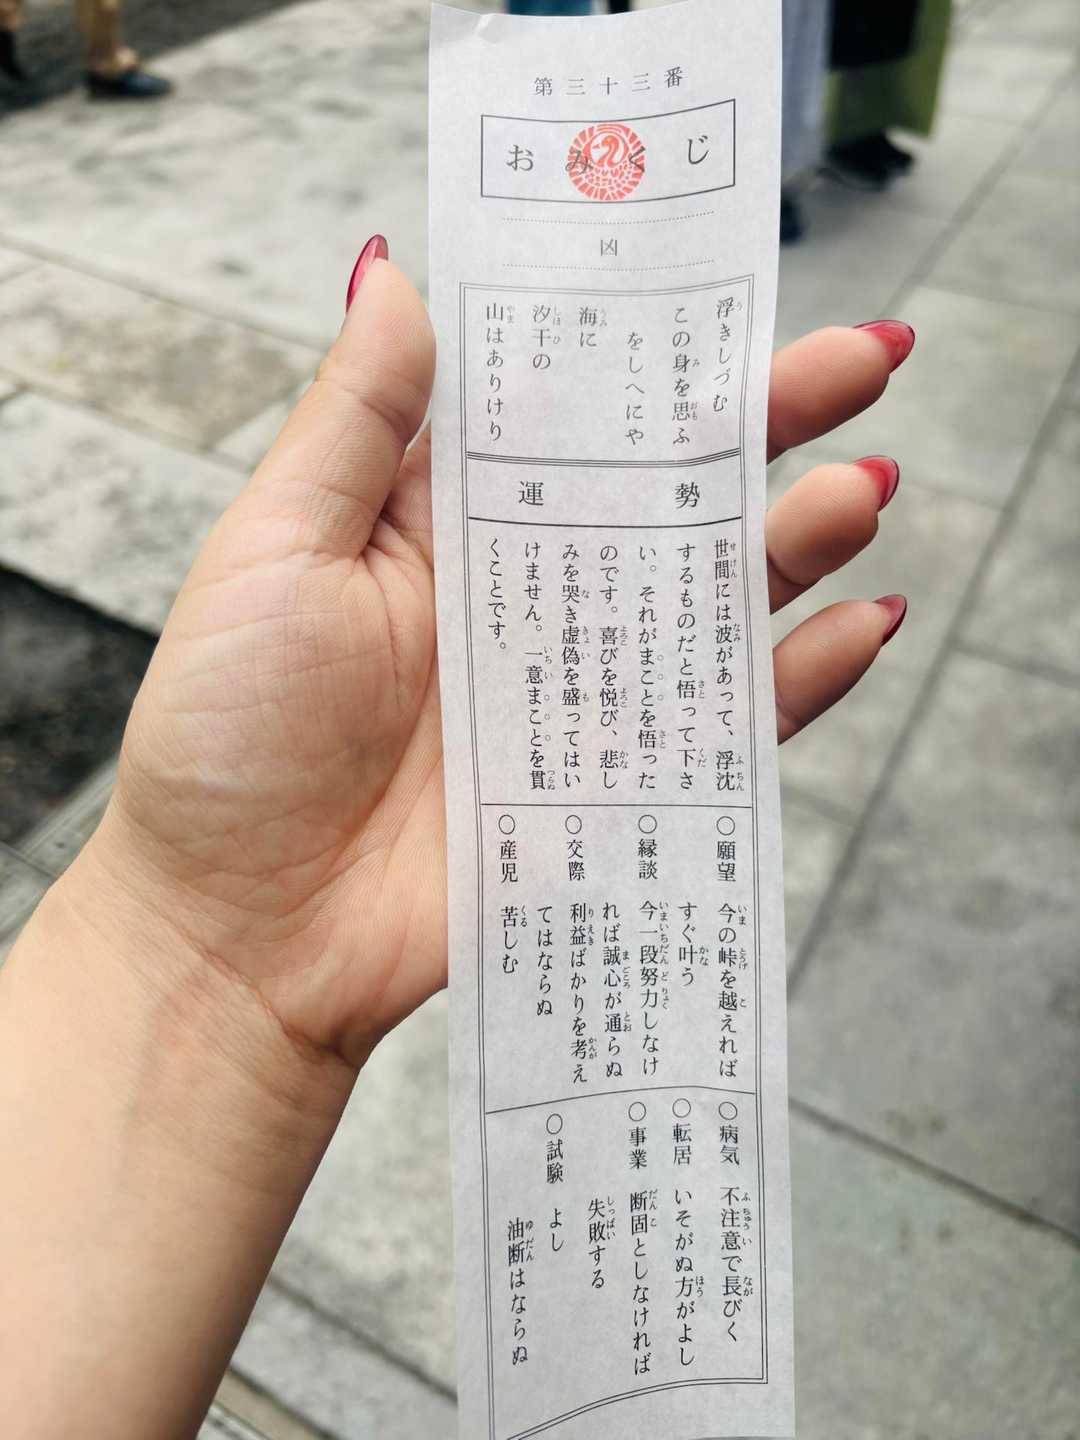 第三十三番
おみくじ
凶
浮きしづむ
この身を思ふ
をしへにや
海に
汐干の
山はありけり
運勢
世間には波があって、浮沈
するものだと悟って下さ
い。それがまことを悟った
のです。喜びを悦び、悲し
みを哭き虚偽を盛ってはい
けません。一意まことを貫
くことです。
○願望 今の峠を越えれば
すぐ叶う
○縁談 今一段努力しなけ
れば誠心が通らぬ
○交際 利益ばかりを考え
てはならぬ
○産児 苦しむ
○病気 不注意で長びく
○転居 いそがぬ方がよし
○事業 断固としなければ
失敗する
○試験 よし
油断はならぬ